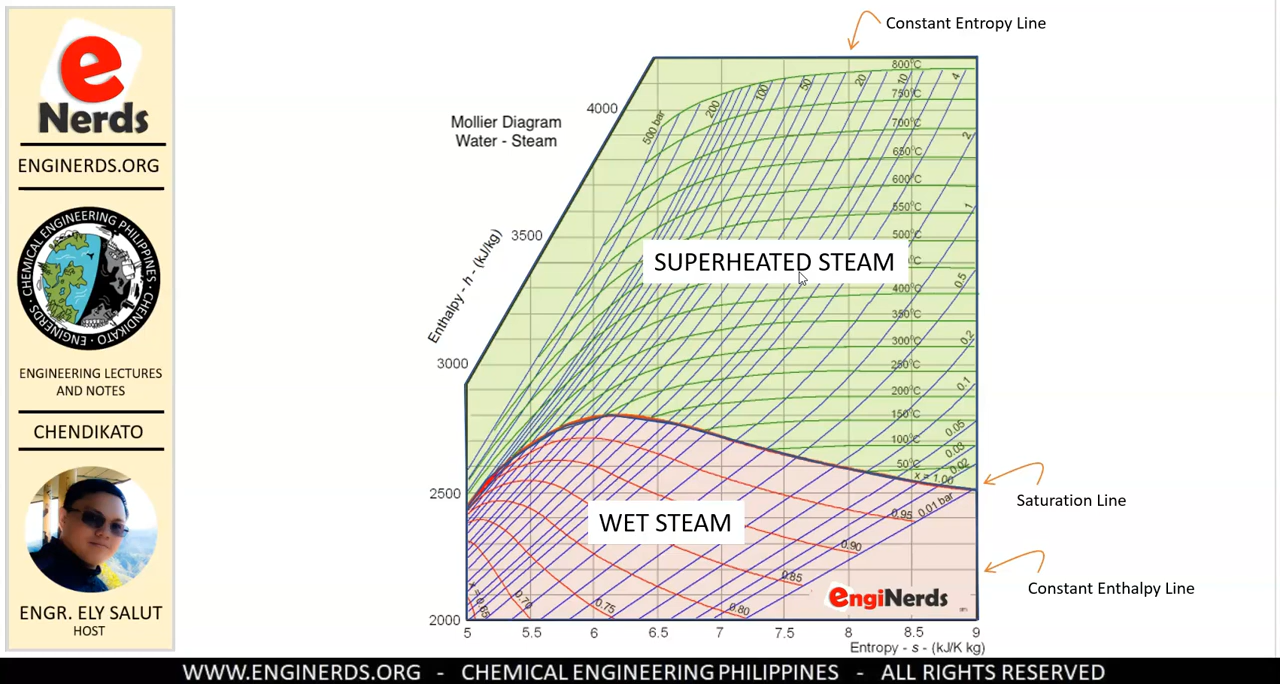 e
Nerds
ENGINERDS.ORG
CHEMICAL ENGINEERING PHILIPPINES · CHENDIKATO · ENGINERDS ·
ENGINEERING LECTURES
AND NOTES
CHENDIKATO
ENGR. ELY SALUT
HOST
Constant Entropy Line
Mollier Diagram
Water - Steam
Enthalpy - h - (kJ/kg)
4000
3500
3000
2500
2000
500 bar
200
100
50
20
10
4
2
1
0.5
0.2
0.1
0.05
0.03
0.02
0.01 bar
800°C
750°C
700°C
650°C
600°C
550°C
500°C
°C
400°C
350°C
300°C
250°C
200°C
150°C
100°C
50°C
SUPERHEATED STEAM
x = 1.00
0.95
0.90
0.85
0.80
0.75
0.70
x = 0.65
WET STEAM
engiNerds
Saturation Line
Constant Enthalpy Line
5 5.5 6 6.5 7 7.5 8 8.5 9
Entropy - s - (kJ/K kg)
WWW.ENGINERDS.ORG - CHEMICAL ENGINEERING PHILIPPINES - ALL RIGHTS RESERVED